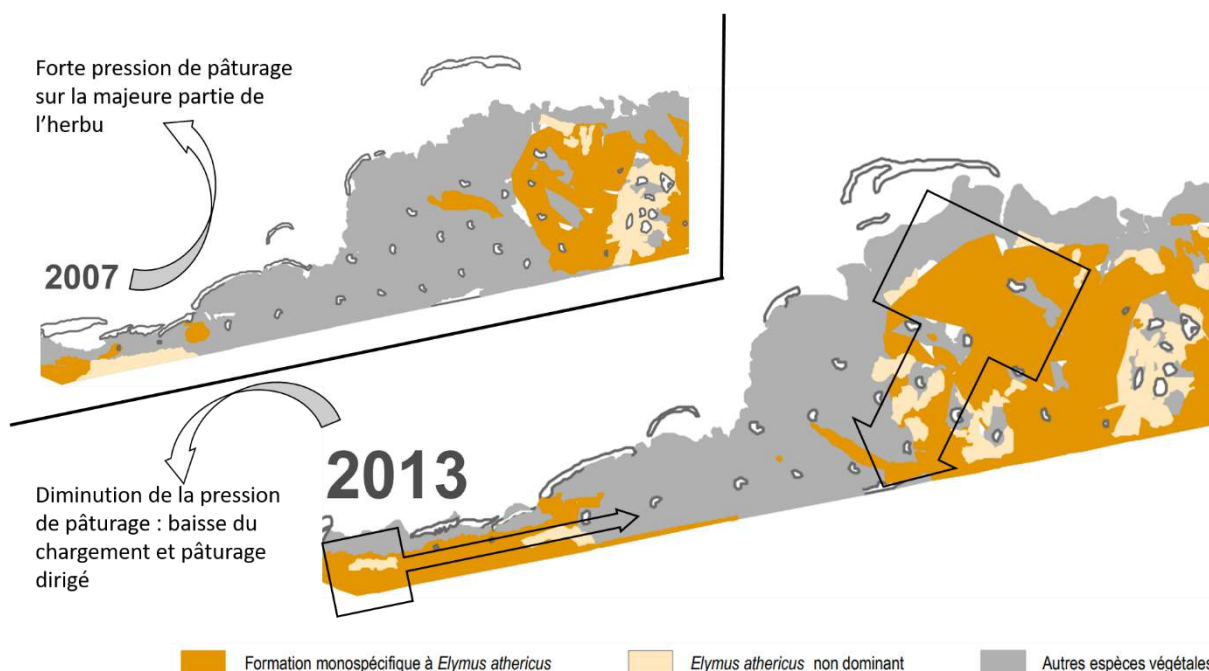 Forte pression de pâturage
sur la majeure partie de
l’herbu
2007
2013
Diminution de la pression
de pâturage : baisse du
chargement et pâturage
dirigé
Formation monospécifique à Elymus athericus
Elymus athericus non dominant
Autres espèces végétales